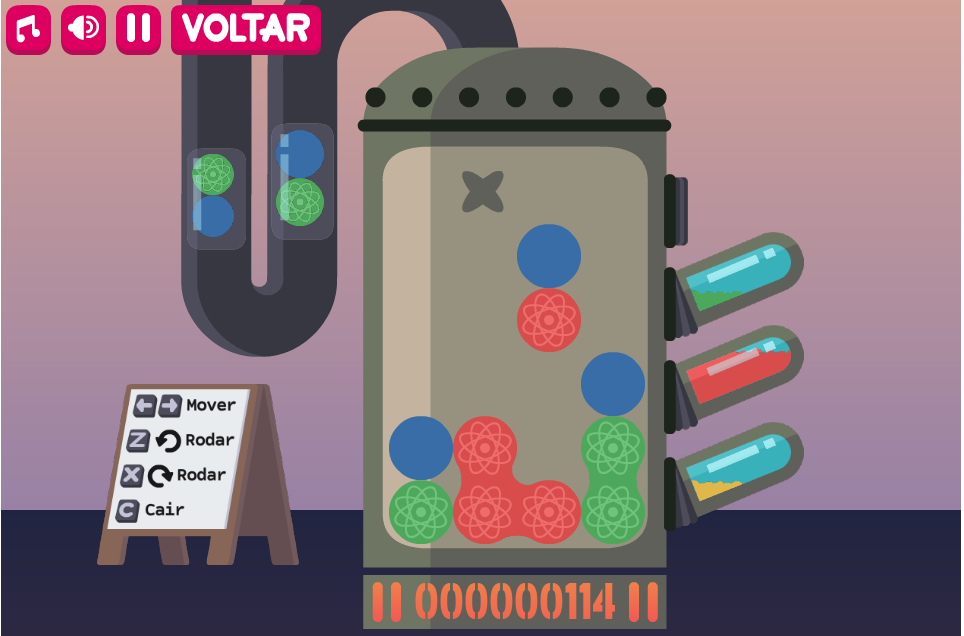 VOLTAR
Mover
Z Rodar
X Rodar
C Cair
000000114